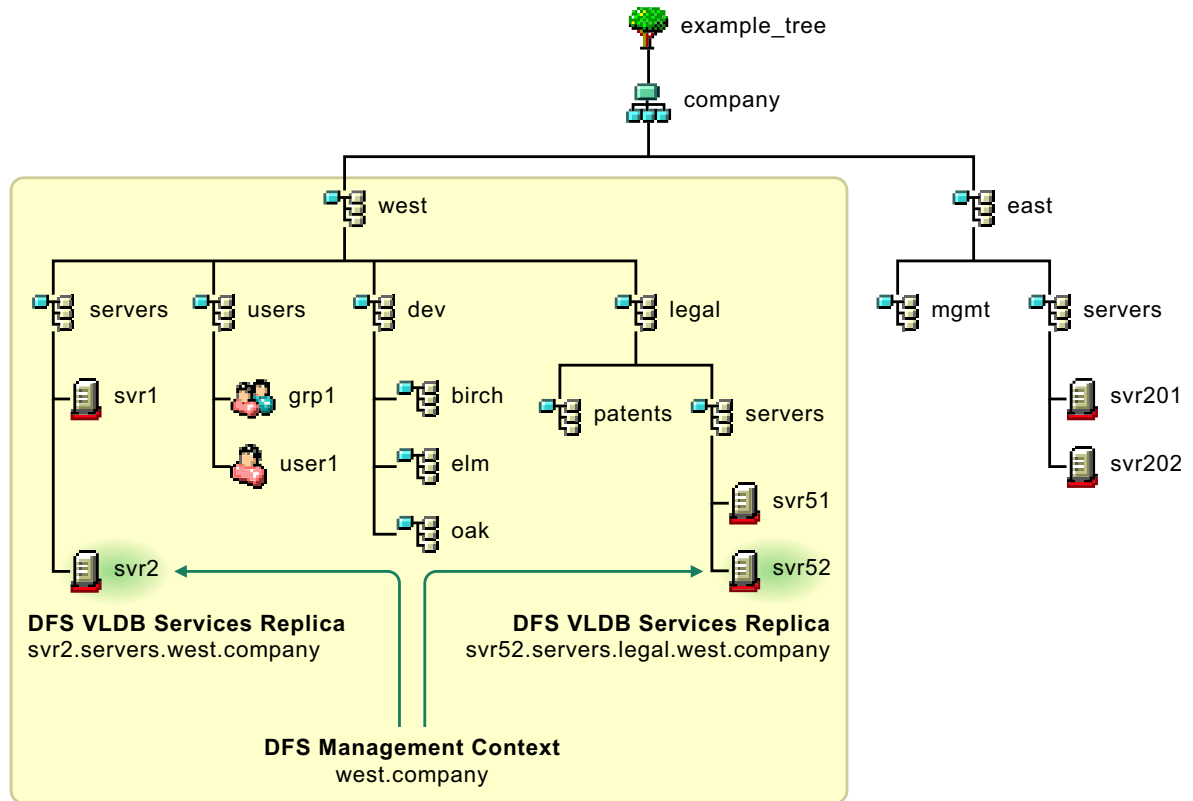 example_tree
company
west
east
servers
users
dev
legal
mgmt
servers
svr1
grp1
birch
patents
servers
svr201
user1
elm
svr202
svr51
oak
svr2
svr52
DFS VLDB Services Replica
svr2.servers.west.company
DFS VLDB Services Replica
svr52.servers.legal.west.company
DFS Management Context
west.company